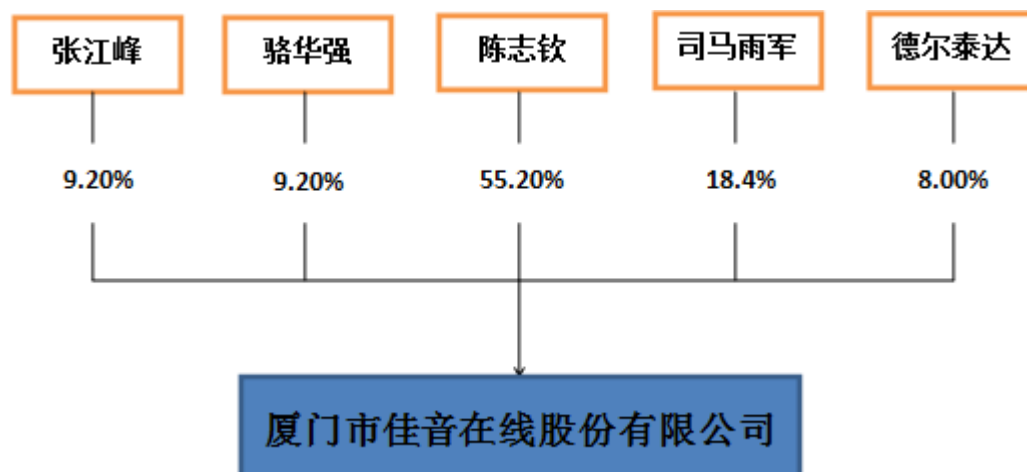 张江峰 骆华强 陈志钦 司马雨军 德尔泰达
9.20% 9.20% 55.20% 18.4% 8.00%
厦门市佳音在线股份有限公司